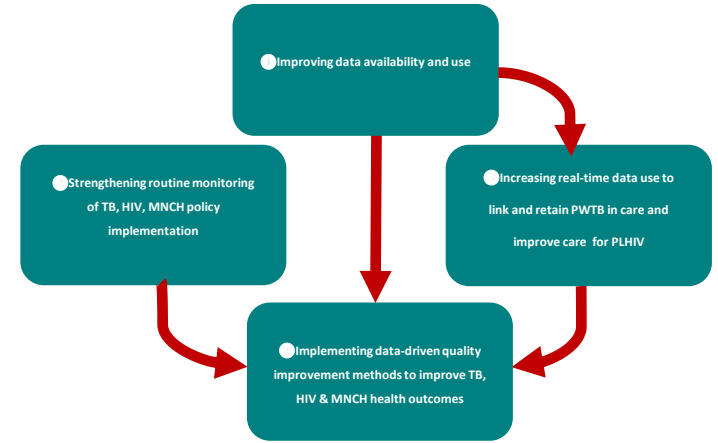 Improving data availability and use
Strengthening routine monitoring
of TB, HIV, MNCH policy
implementation
Increasing real-time data use to
link and retain PWTB in care and
improve care for PLHIV
Implementing data-driven quality
improvement methods to improve TB,
HIV & MNCH health outcomes